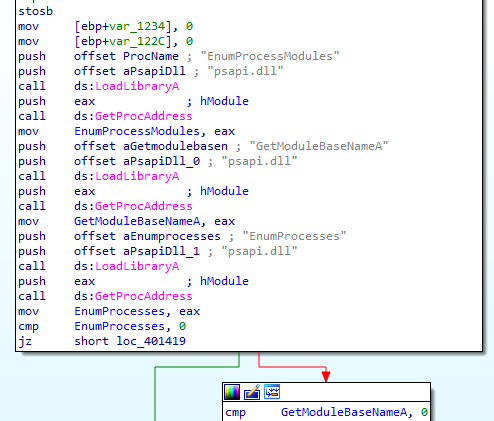 stosb
mov [ebp+var_1234], 0
mov [ebp+var_122C], 0
push offset ProcName ; "EnumProcessModules"
push offset aPsapiDll ; "psapi.dll"
call ds:LoadLibraryA
push eax ; hModule
call ds:GetProcAddress
mov EnumProcessModules, eax
push offset aGetmodulebasen ; "GetModuleBaseNameA"
push offset aPsapiDll_0 ; "psapi.dll"
call ds:LoadLibraryA
push eax ; hModule
call ds:GetProcAddress
mov GetModuleBaseNameA, eax
push offset aEnumprocesses ; "EnumProcesses"
push offset aPsapiDll_1 ; "psapi.dll"
call ds:LoadLibraryA
push eax ; hModule
call ds:GetProcAddress
mov EnumProcesses, eax
cmp EnumProcesses, 0
jz short loc_401419
cmp GetModuleBaseNameA, 0